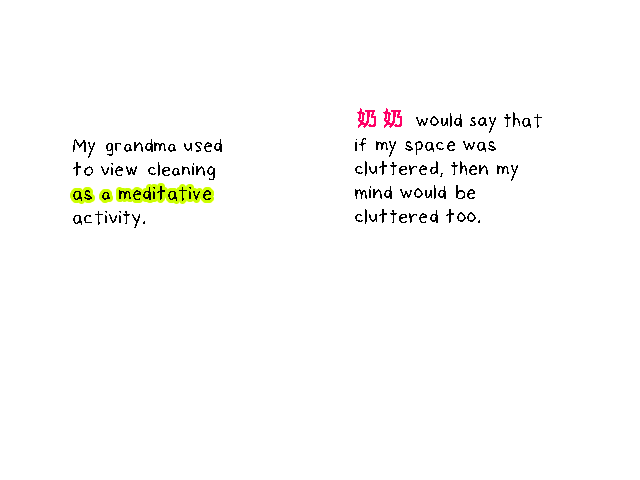 My grandma used
to view cleaning
as a meditative
activity.
奶奶 would say that
if my space was
cluttered, then my
mind would be
cluttered too.